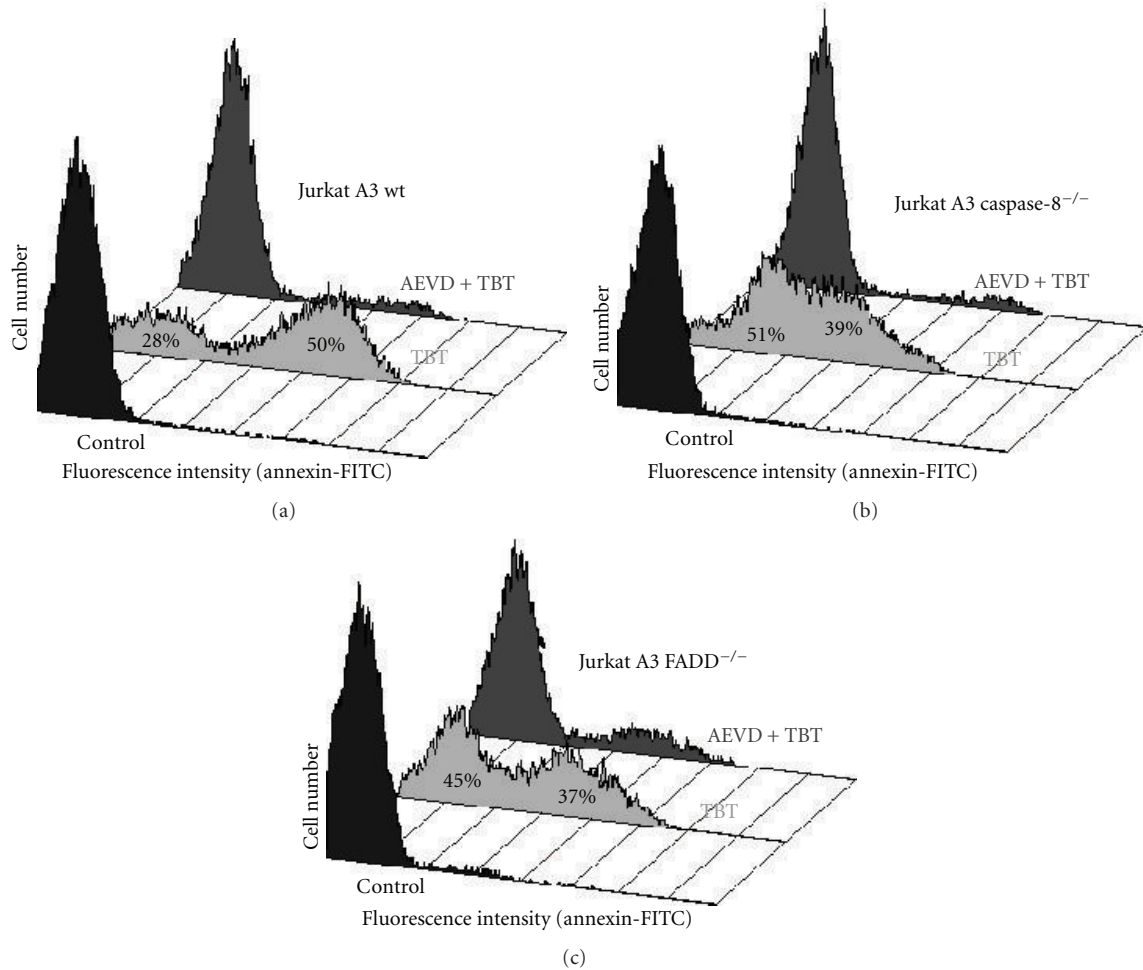 Cell number
Jurkat A3 wt
AEVD + TBT
28%
50%
TBT
Control
Fluorescence intensity (annexin-FITC)
(a)
Cell number
Jurkat A3 caspase-8−/−
AEVD + TBT
51%
39%
TBT
Control
Fluorescence intensity (annexin-FITC)
(b)
Cell number
Jurkat A3 FADD−/−
AEVD + TBT
45%
37%
TBT
Control
Fluorescence intensity (annexin-FITC)
(c)